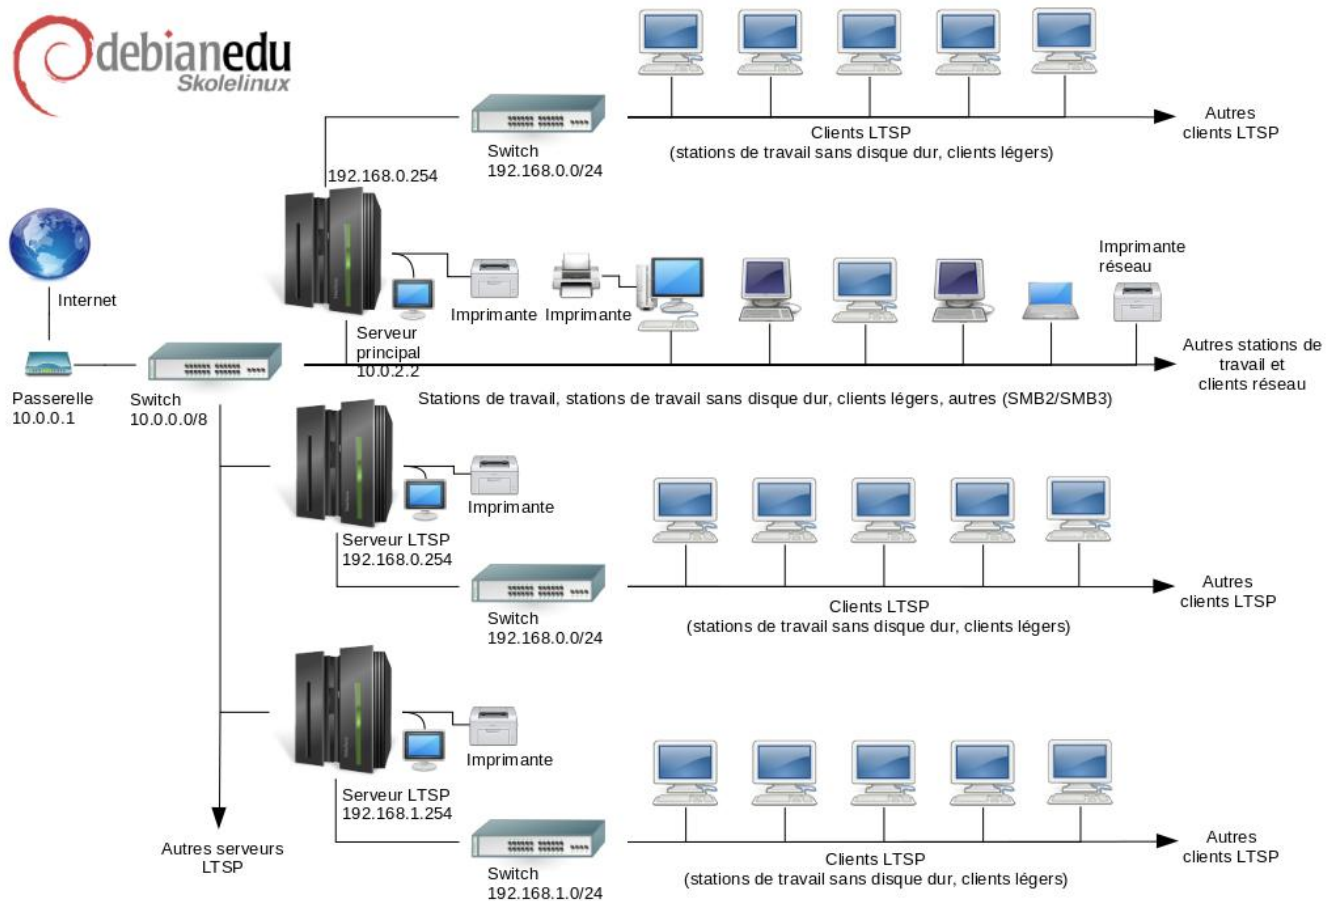 debianedu
Skolelinux
Switch
192.168.0.0/24
Clients LTSP
(stations de travail sans disque dur, clients légers)
Autres
clients LTSP
192.168.0.254
Internet
Imprimante
Imprimante
Imprimante
réseau
Serveur
principal
10.0.2.2
Passerelle
10.0.0.1
Switch
10.0.0.0/8
Autres stations de
travail et
clients réseau
Stations de travail, stations de travail sans disque dur, clients légers, autres (SMB2/SMB3)
Imprimante
Serveur LTSP
192.168.0.254
Switch
192.168.0.0/24
Clients LTSP
(stations de travail sans disque dur, clients légers)
Autres
clients LTSP
Imprimante
Serveur LTSP
192.168.1.254
Autres serveurs
LTSP
Switch
192.168.1.0/24
Clients LTSP
(stations de travail sans disque dur, clients légers)
Autres
clients LTSP